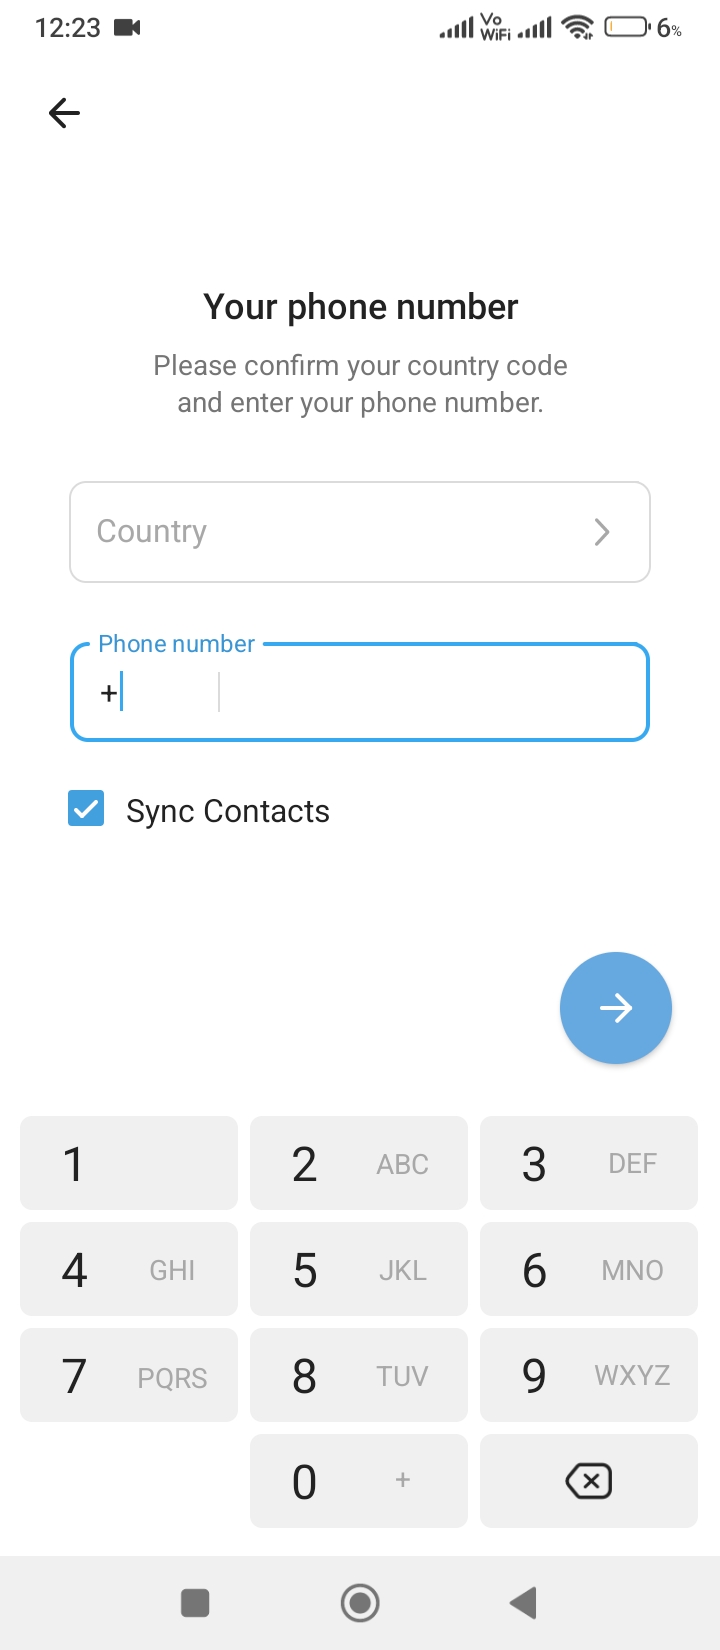 12:23 Vo WiFi 6%
Your phone number
Please confirm your country code
and enter your phone number.
Country
Phone number
+
Sync Contacts
1 2 ABC 3 DEF
4 GHI 5 JKL 6 MNO
7 PQRS 8 TUV 9 WXYZ
0 +